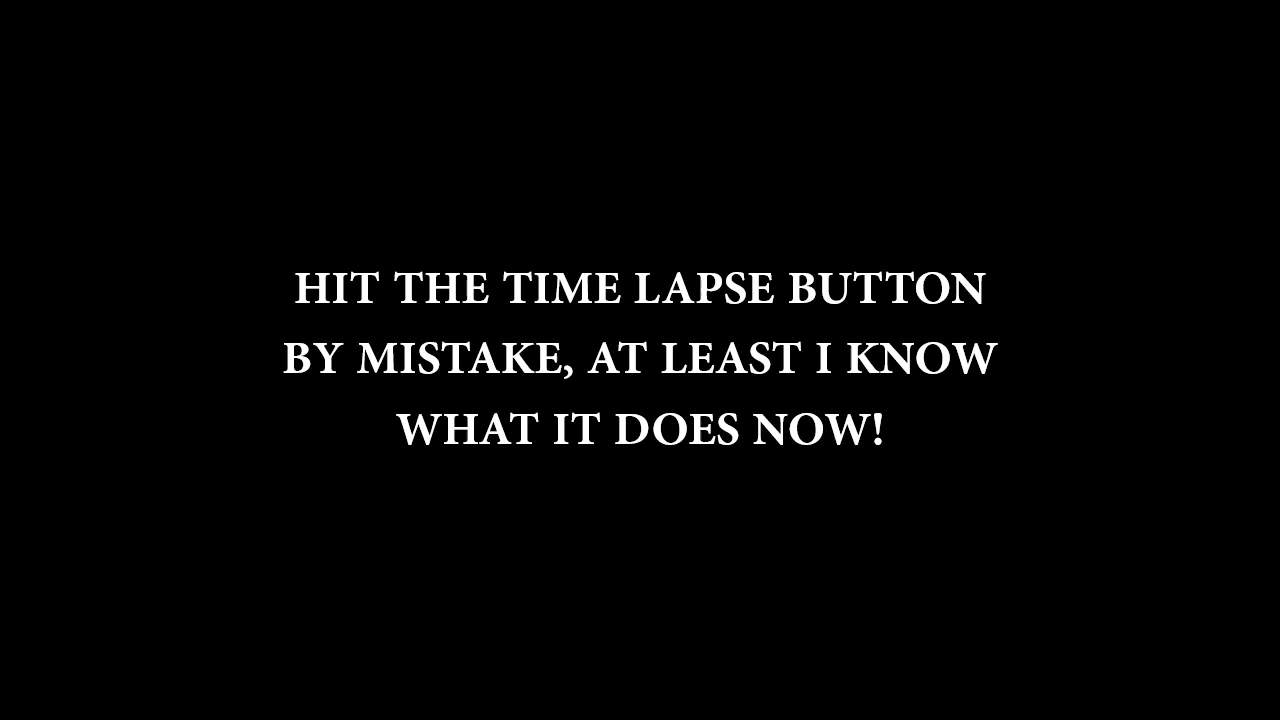 HIT THE TIME LAPSE BUTTON
BY MISTAKE, AT LEAST I KNOW
WHAT IT DOES NOW!